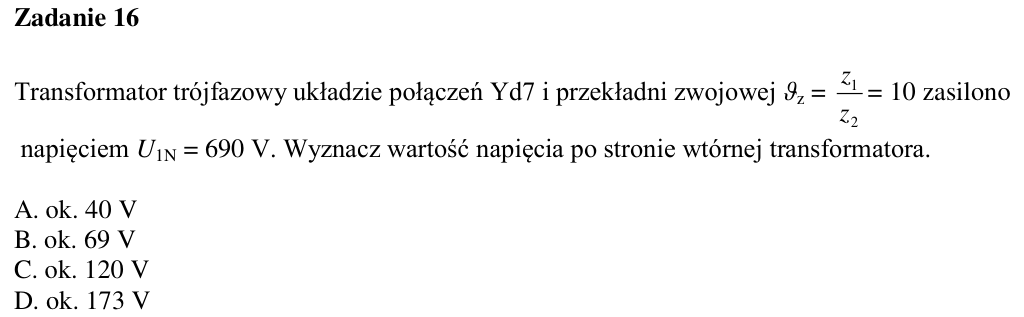 Zadanie 16
Transformator trójfazowy układzie połączeń Yd7 i przekładni zwojowej ϑz = z1/z2 = 10 zasilono
napięciem U1N = 690 V. Wyznacz wartość napięcia po stronie wtórnej transformatora.
A. ok. 40 V
B. ok. 69 V
C. ok. 120 V
D. ok. 173 V